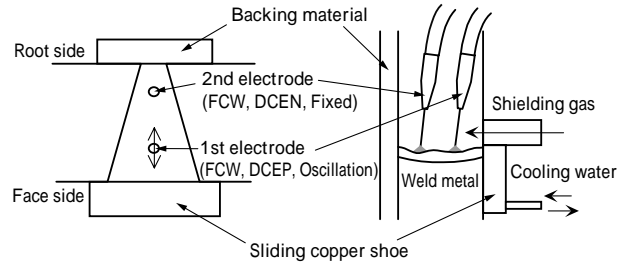 Backing material
Root side
2nd electrode
(FCW, DCEN, Fixed)
Shielding gas
1st electrode
(FCW, DCEP, Oscillation)
Cooling water
Weld metal
Face side
Sliding copper shoe